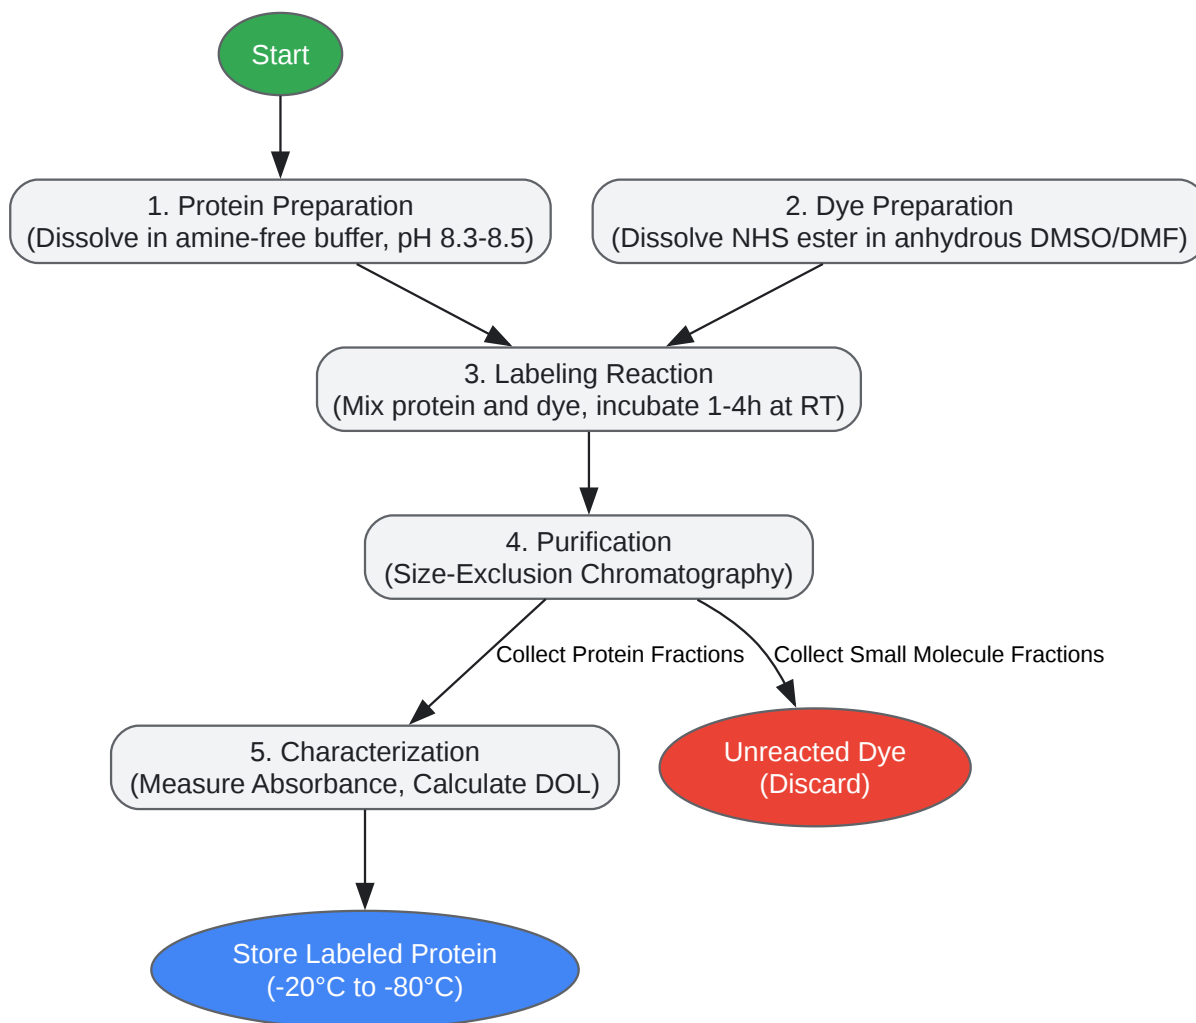 Start
1. Protein Preparation
(Dissolve in amine-free buffer, pH 8.3-8.5)
2. Dye Preparation
(Dissolve NHS ester in anhydrous DMSO/DMF)
3. Labeling Reaction
(Mix protein and dye, incubate 1-4h at RT)
4. Purification
(Size-Exclusion Chromatography)
Collect Protein Fractions
Collect Small Molecule Fractions
5. Characterization
(Measure Absorbance, Calculate DOL)
Unreacted Dye
(Discard)
Store Labeled Protein
(-20°C to -80°C)